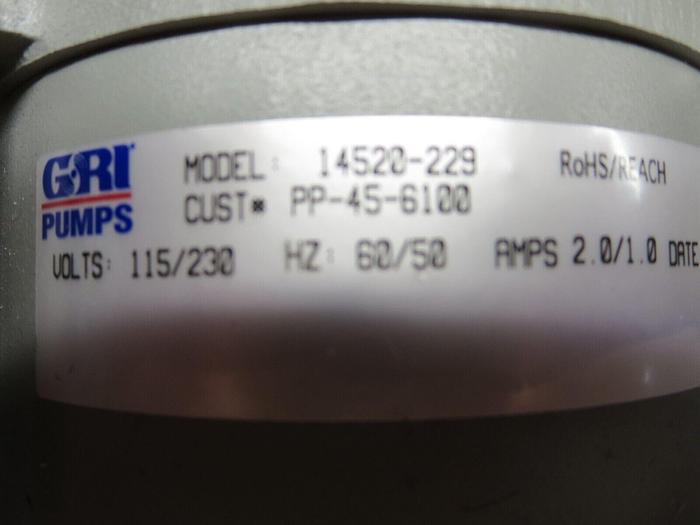 GRI PUMPS
MODEL: 14520-229 RoHS/REACH
CUST* PP-45-6100
VOLTS: 115/230 HZ: 60/50 AMPS 2.0/1.0 DATE